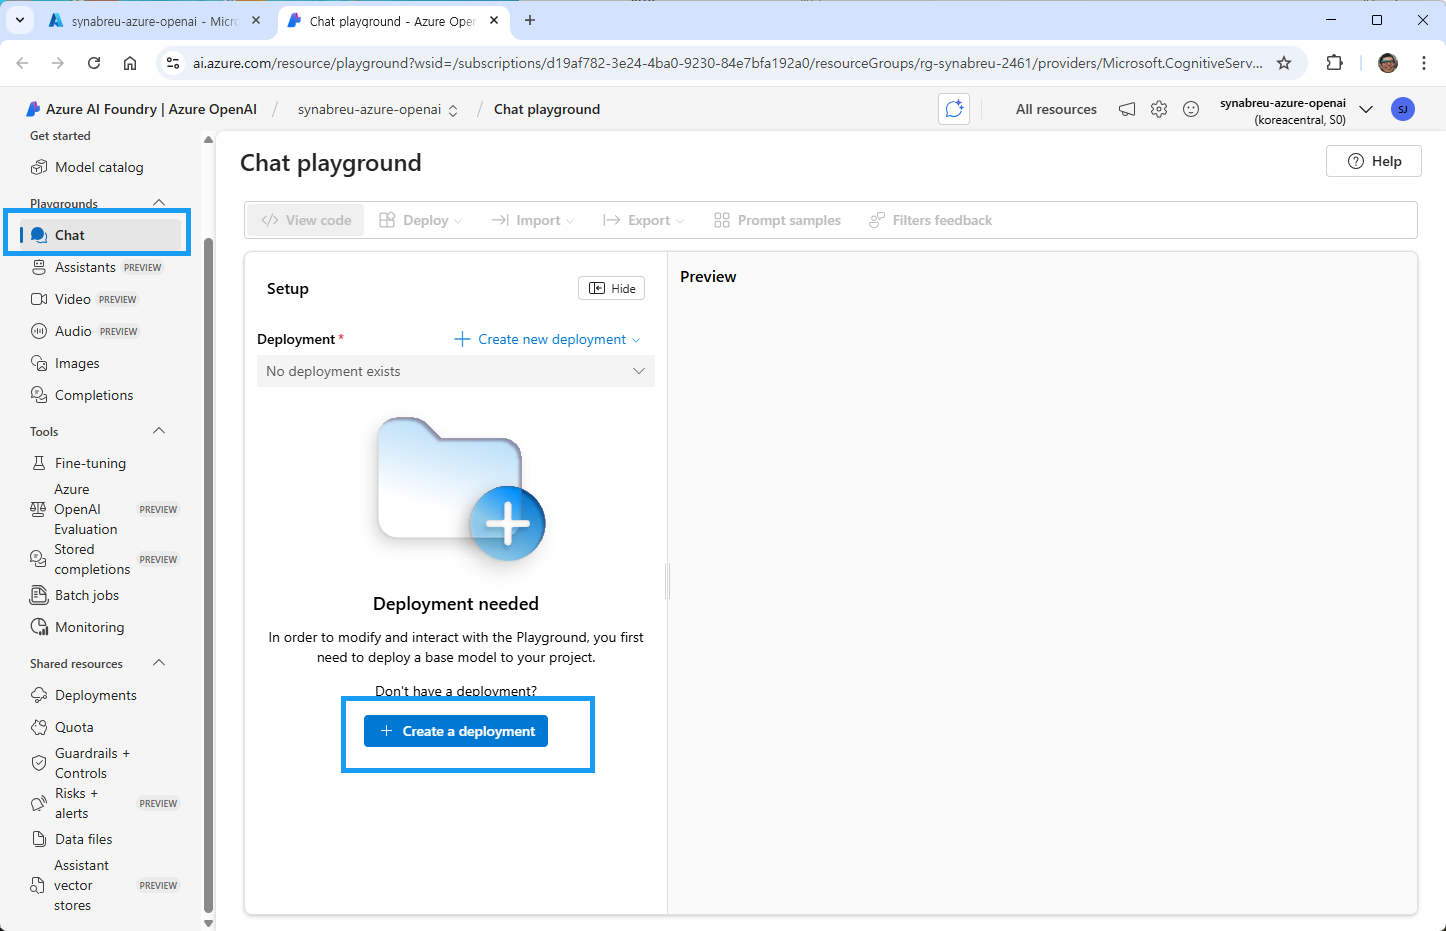 synabreu-azure-openai - Micr
Chat playground - Azure Oper
ai.azure.com/resource/playground?wsid=/subscriptions/d19af782-3e24-4ba0-9230-84e7bfa192a0/resourceGroups/rg-synabreu-2461/providers/Microsoft.CognitiveServ...
Azure AI Foundry | Azure OpenAI / synabreu-azure-openai / Chat playground
All resources
synabreu-azure-openai
(koreacentral, S0)
SJ
Get started
Model catalog
Playgrounds
Chat
Assistants PREVIEW
Video PREVIEW
Audio PREVIEW
Images
Completions
Tools
Fine-tuning
Azure
OpenAI PREVIEW
Evaluation
Stored
completions PREVIEW
Batch jobs
Monitoring
Shared resources
Deployments
Quota
Guardrails +
Controls
Risks +
alerts PREVIEW
Data files
Assistant
vector PREVIEW
stores
Chat playground
Help
View code Deploy Import Export Prompt samples Filters feedback
Setup
Hide
Deployment *
Create new deployment
No deployment exists
Deployment needed
In order to modify and interact with the Playground, you first
need to deploy a base model to your project.
Don't have a deployment?
Create a deployment
Preview